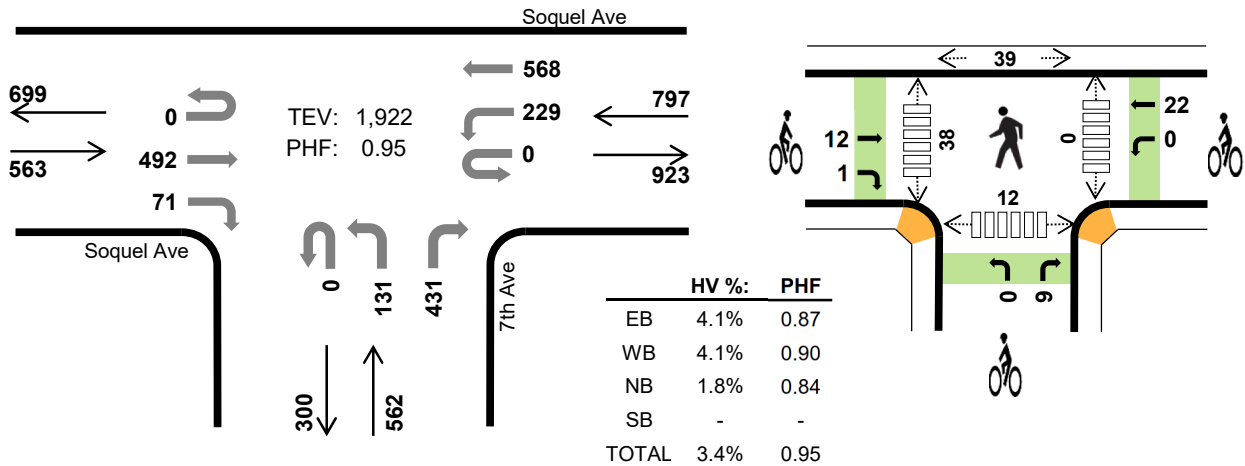 Soquel Ave
699
0
563
492
71
Soquel Ave
TEV: 1,922
PHF: 0.95
568
229
0
797
923
0
131
431
7th Ave
300
562
39
12
1
38
0
22
0
12
0
9
HV %: PHF
EB 4.1% 0.87
WB 4.1% 0.90
NB 1.8% 0.84
SB - -
TOTAL 3.4% 0.95